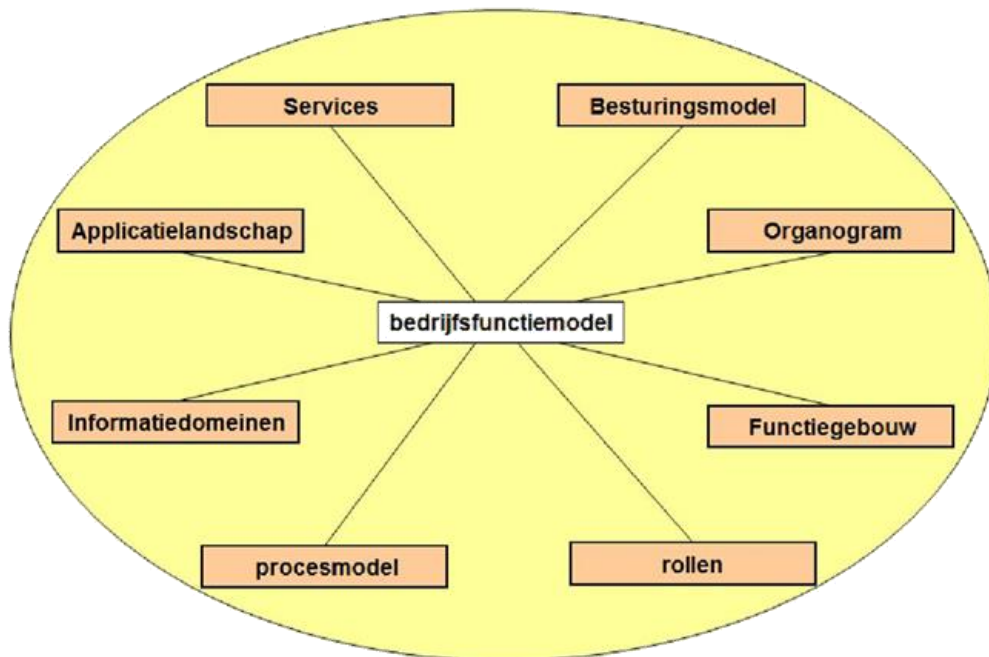 Services
Besturingsmodel
Applicatielandschap
Organogram
bedrijfsfunctiemodel
Informatiedomeinen
Functiegebouw
procesmodel
rollen